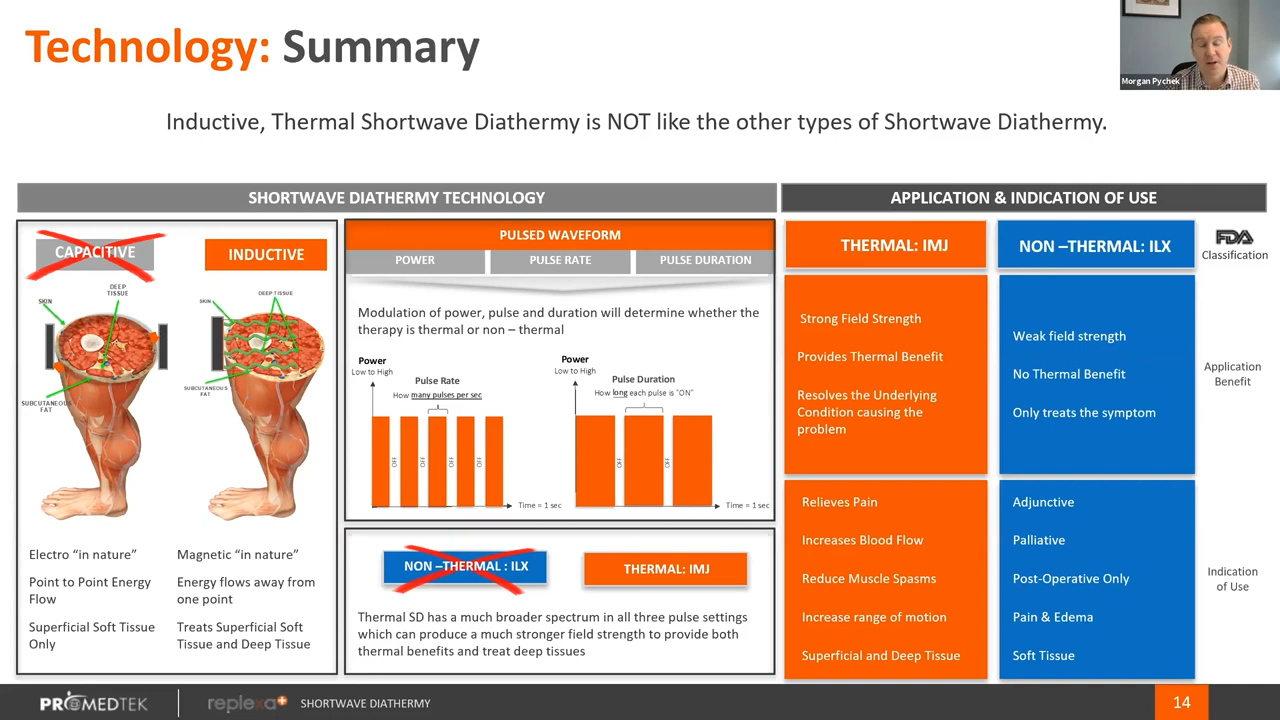 Technology: Summary
Morgan Pychek
Inductive, Thermal Shortwave Diathermy is NOT like the other types of Shortwave Diathermy.
SHORTWAVE DIATHERMY TECHNOLOGY
APPLICATION & INDICATION OF USE
CAPACITIVE
INDUCTIVE
SKIN
DEEP
TISSUE
SUBCUTANEOUS
FAT
SKIN
DEEP TISSUE
SUBCUTANEOUS
FAT
Electro “in nature”
Point to Point Energy
Flow
Superficial Soft Tissue
Only
Magnetic “in nature”
Energy flows away from
one point
Treats Superficial Soft
Tissue and Deep Tissue
PULSED WAVEFORM
POWER
PULSE RATE
PULSE DURATION
Modulation of power, pulse and duration will determine whether the
therapy is thermal or non – thermal
Power
Low to High
Pulse Rate
How many pulses per sec
OFF
OFF
OFF
OFF
Time = 1 sec
Power
Low to High
Pulse Duration
How long each pulse is "ON"
OFF
OFF
Time = 1 sec
NON –THERMAL : ILX
THERMAL: IMJ
Thermal SD has a much broader spectrum in all three pulse settings
which can produce a much stronger field strength to provide both
thermal benefits and treat deep tissues
THERMAL: IMJ
NON –THERMAL: ILX
FDA
Classification
Strong Field Strength
Provides Thermal Benefit
Resolves the Underlying
Condition causing the
problem
Weak field strength
No Thermal Benefit
Only treats the symptom
Application
Benefit
Relieves Pain
Increases Blood Flow
Reduce Muscle Spasms
Increase range of motion
Superficial and Deep Tissue
Adjunctive
Palliative
Post-Operative Only
Pain & Edema
Soft Tissue
Indication
of Use
PROMEDTEK
replexa
SHORTWAVE DIATHERMY
14